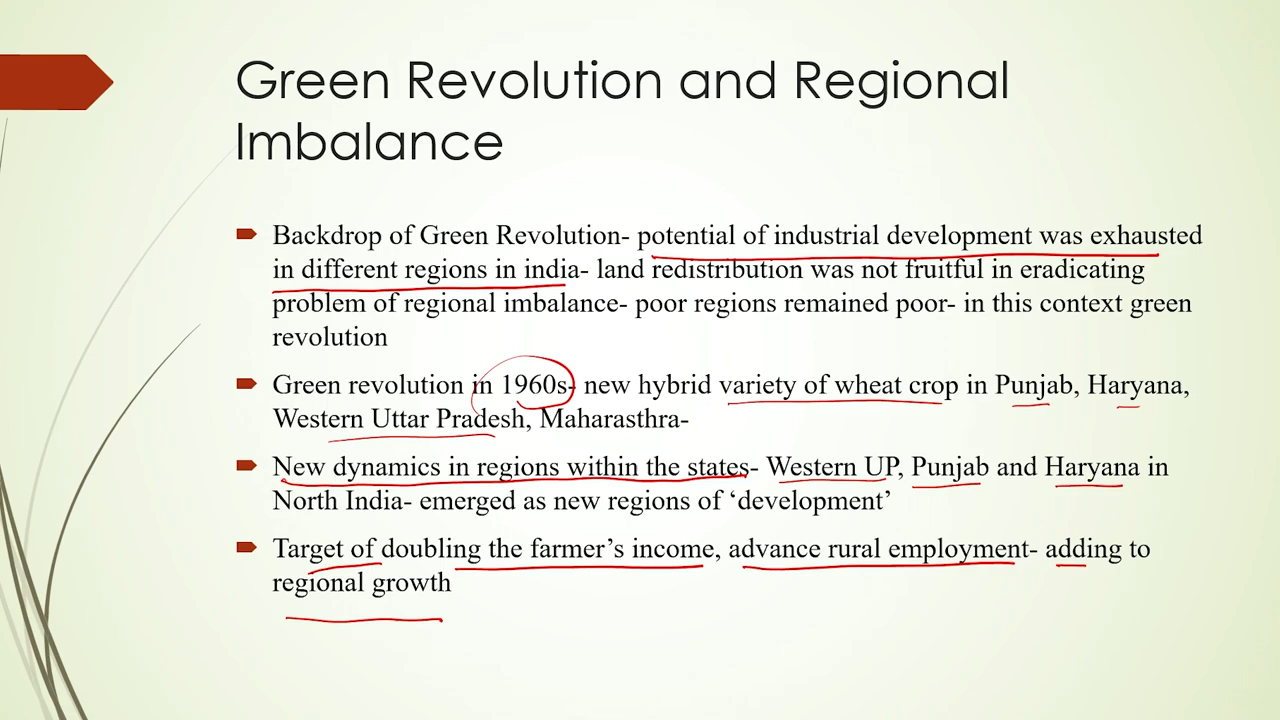 Green Revolution and Regional
Imbalance
Backdrop of Green Revolution- potential of industrial development was exhausted
in different regions in india- land redistribution was not fruitful in eradicating
problem of regional imbalance- poor regions remained poor- in this context green
revolution
Green revolution in 1960s- new hybrid variety of wheat crop in Punjab, Haryana,
Western Uttar Pradesh, Maharasthra-
New dynamics in regions within the states- Western UP, Punjab and Haryana in
North India- emerged as new regions of ‘development’
Target of doubling the farmer’s income, advance rural employment- adding to
regional growth